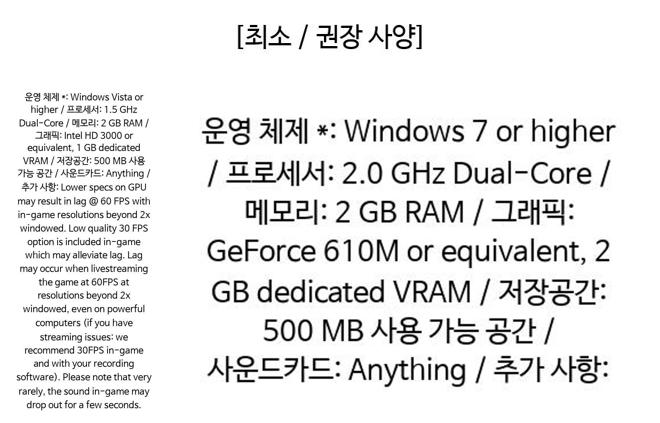 [최소 / 권장 사양]
운영 체제 *: Windows Vista or
higher / 프로세서: 1.5 GHz
Dual-Core / 메모리: 2 GB RAM /
그래픽: Intel HD 3000 or
equivalent, 1 GB dedicated
VRAM / 저장공간: 500 MB 사용
가능 공간 / 사운드카드: Anything /
추가 사항: Lower specs on GPU
may result in lag @ 60 FPS with
in-game resolutions beyond 2x
windowed. Low quality 30 FPS
option is included in-game
which may alleviate lag. Lag
may occur when livestreaming
the game at 60FPS at
resolutions beyond 2x
windowed, even on powerful
computers (if you have
streaming issues: we
recommend 30FPS in-game
and with your recording
software). Please note that very
rarely, the sound in-game may
drop out for a few seconds.
운영 체제 *: Windows 7 or higher
/ 프로세서: 2.0 GHz Dual-Core /
메모리: 2 GB RAM / 그래픽:
GeForce 610M or equivalent, 2
GB dedicated VRAM / 저장공간:
500 MB 사용 가능 공간 /
사운드카드: Anything / 추가 사항: